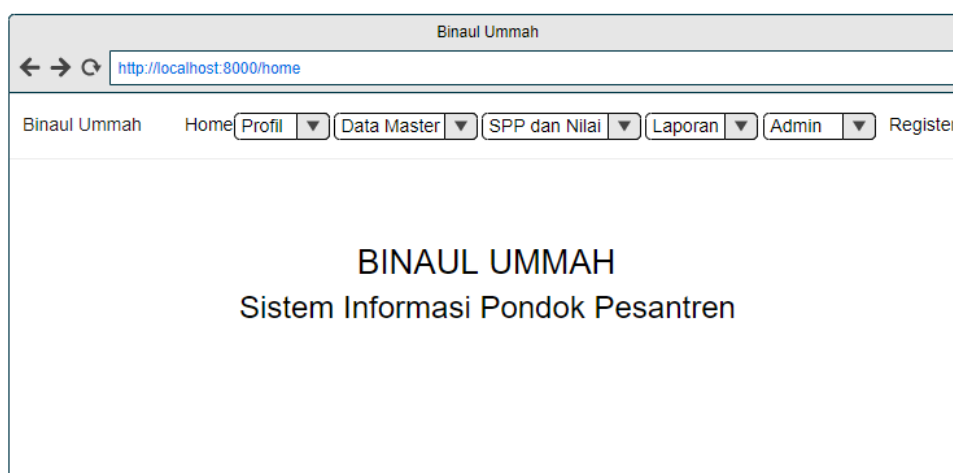 Binaul Ummah
http://localhost:8000/home
Binaul Ummah Home Profil Data Master SPP dan Nilai Laporan Admin Register
BINAUL UMMAH
Sistem Informasi Pondok Pesantren